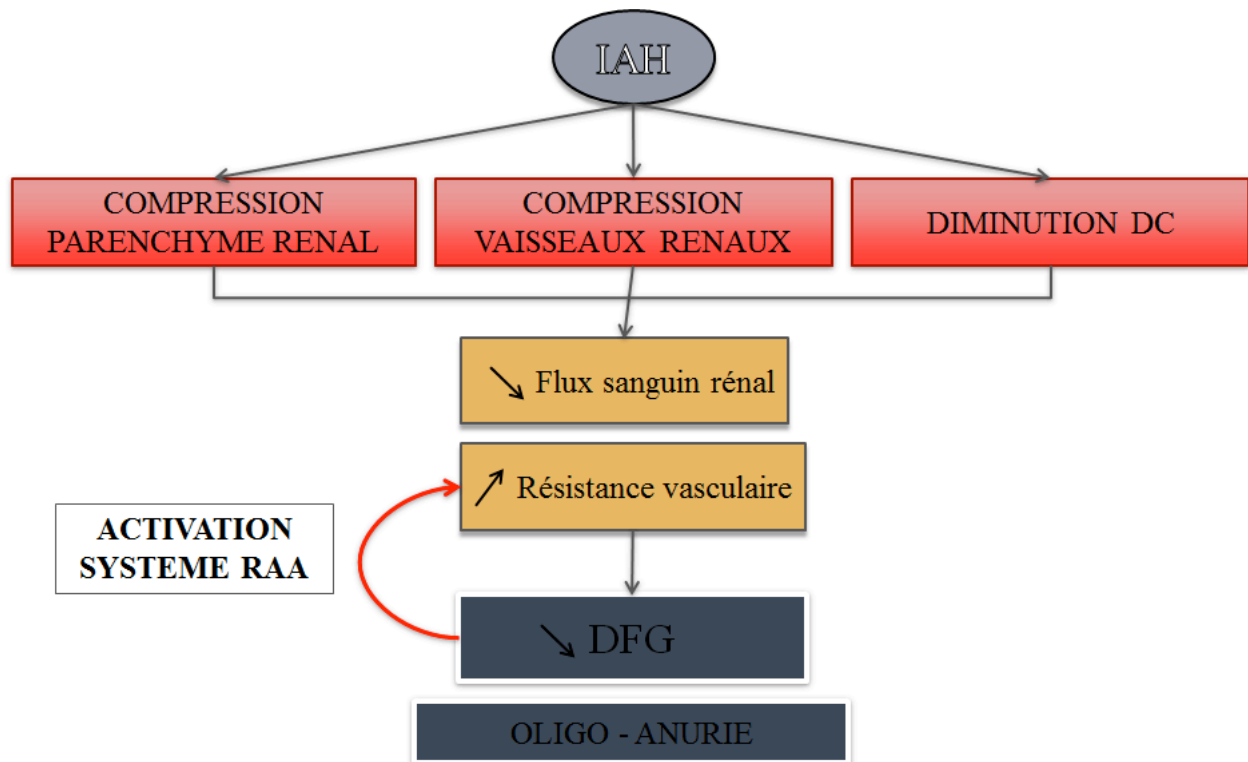 IAH
COMPRESSION
PARENCHYME RENAL
COMPRESSION
VAISSEAUX RENAUX
DIMINUTION DC
Flux sanguin rénal
Résistance vasculaire
ACTIVATION
SYSTEME RAA
DFG
OLIGO - ANURIE